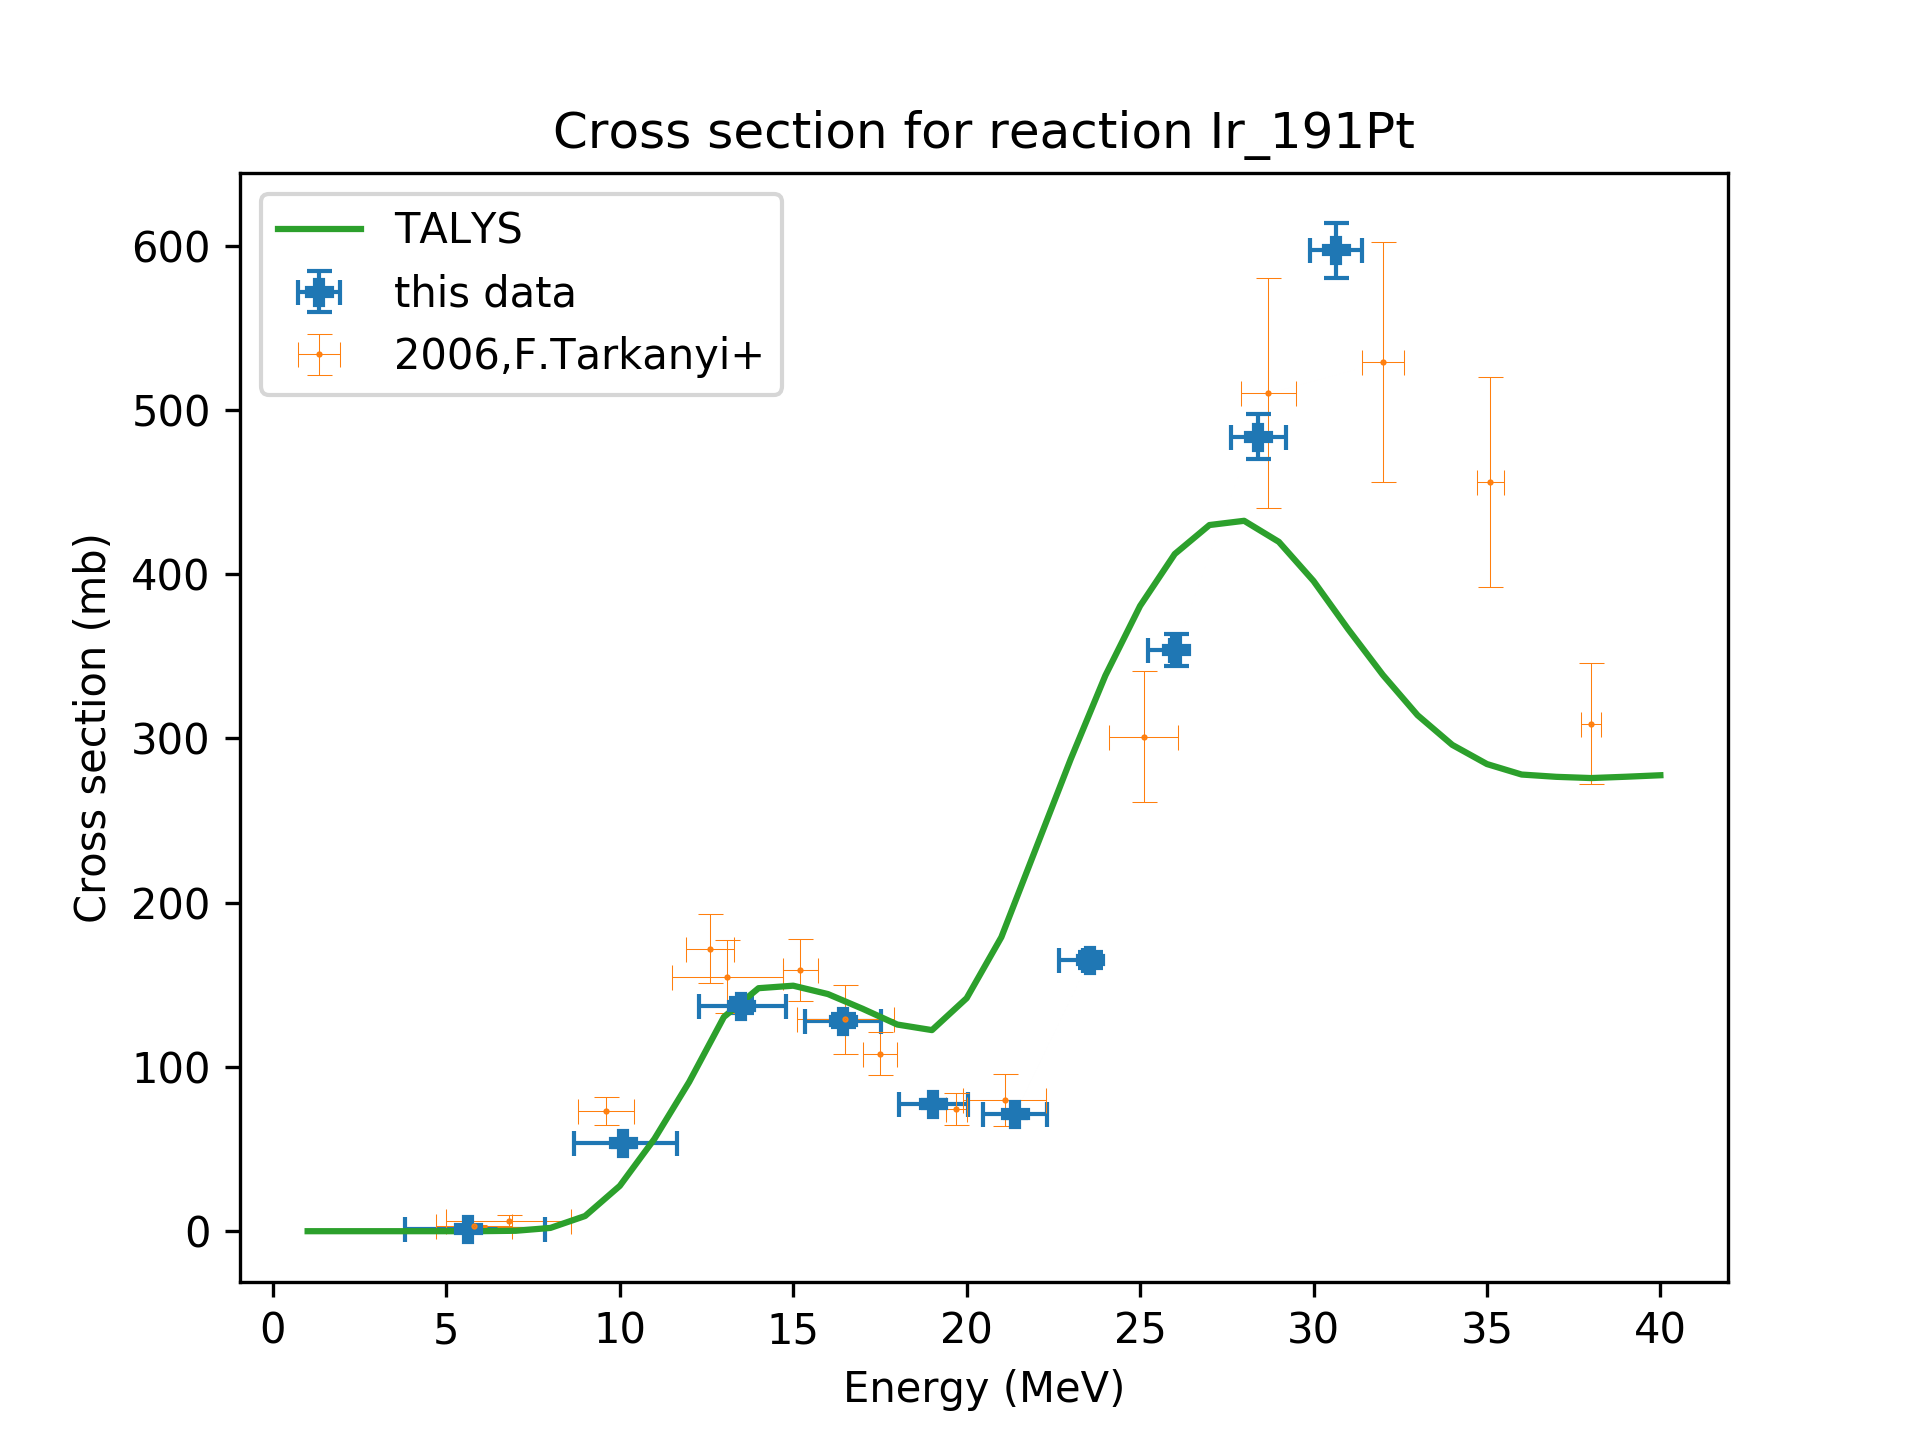 Cross section for reaction Ir_191Pt
TALYS
this data
2006,F.Tarkanyi+
600
500
400
300
200
100
0
Cross section (mb)
0 5 10 15 20 25 30 35 40
Energy (MeV)